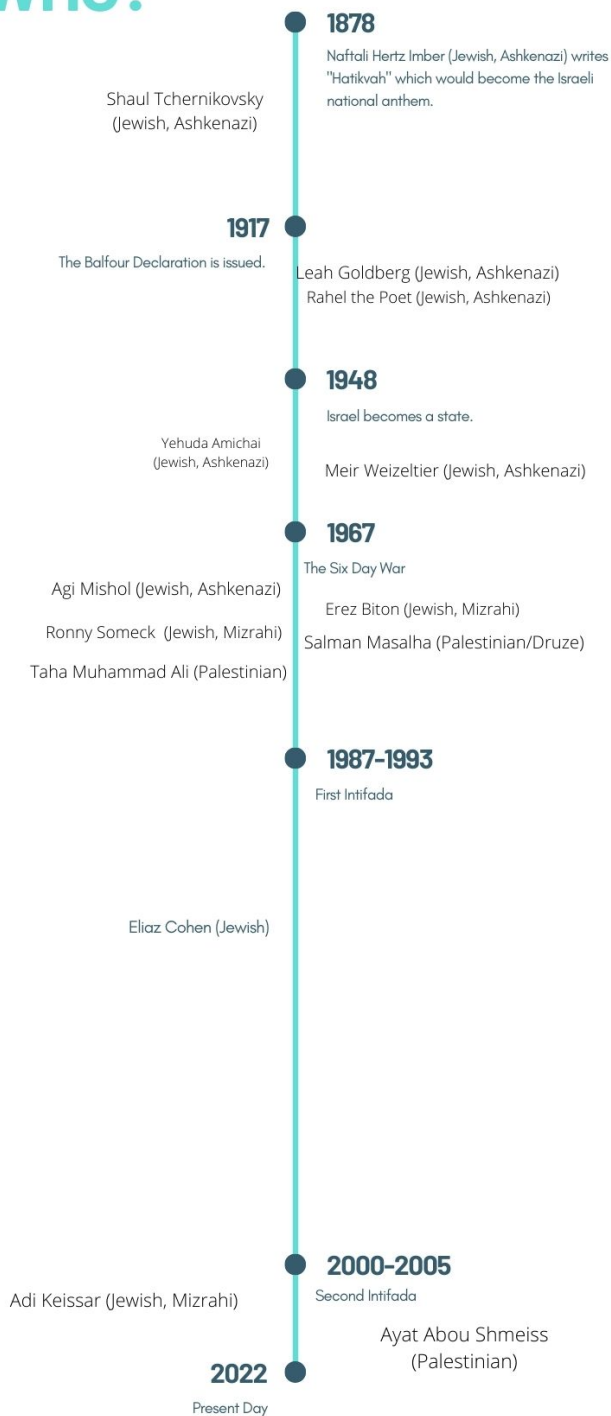 WHO?
1878
Naftali Hertz Imber (Jewish, Ashkenazi) writes
"Hatikvah" which would become the Israeli
national anthem.
Shaul Tchernikovsky
(Jewish, Ashkenazi)
1917
The Balfour Declaration is issued.
Leah Goldberg (Jewish, Ashkenazi)
Rahel the Poet (Jewish, Ashkenazi)
1948
Israel becomes a state.
Yehuda Amichai
(Jewish, Ashkenazi)
Meir Weizeltier (Jewish, Ashkenazi)
1967
The Six Day War
Agi Mishol (Jewish, Ashkenazi)
Erez Biton (Jewish, Mizrahi)
Ronny Someck (Jewish, Mizrahi)
Salman Masalha (Palestinian/Druze)
Taha Muhammad Ali (Palestinian)
1987-1993
First Intifada
Eliaz Cohen (Jewish)
2000-2005
Second Intifada
Adi Keissar (Jewish, Mizrahi)
Ayat Abou Shmeiss
(Palestinian)
2022
Present Day